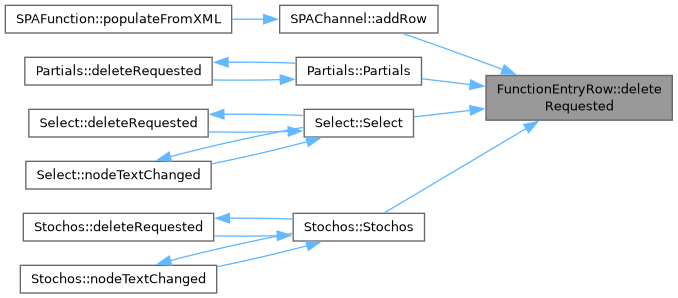 SPAFunction::populateFromXML
SPAChannel::addRow
Partials::deleteRequested
Partials::Partials
FunctionEntryRow::delete
Requested
Select::deleteRequested
Select::Select
Select::nodeTextChanged
Stochos::deleteRequested
Stochos::Stochos
Stochos::nodeTextChanged